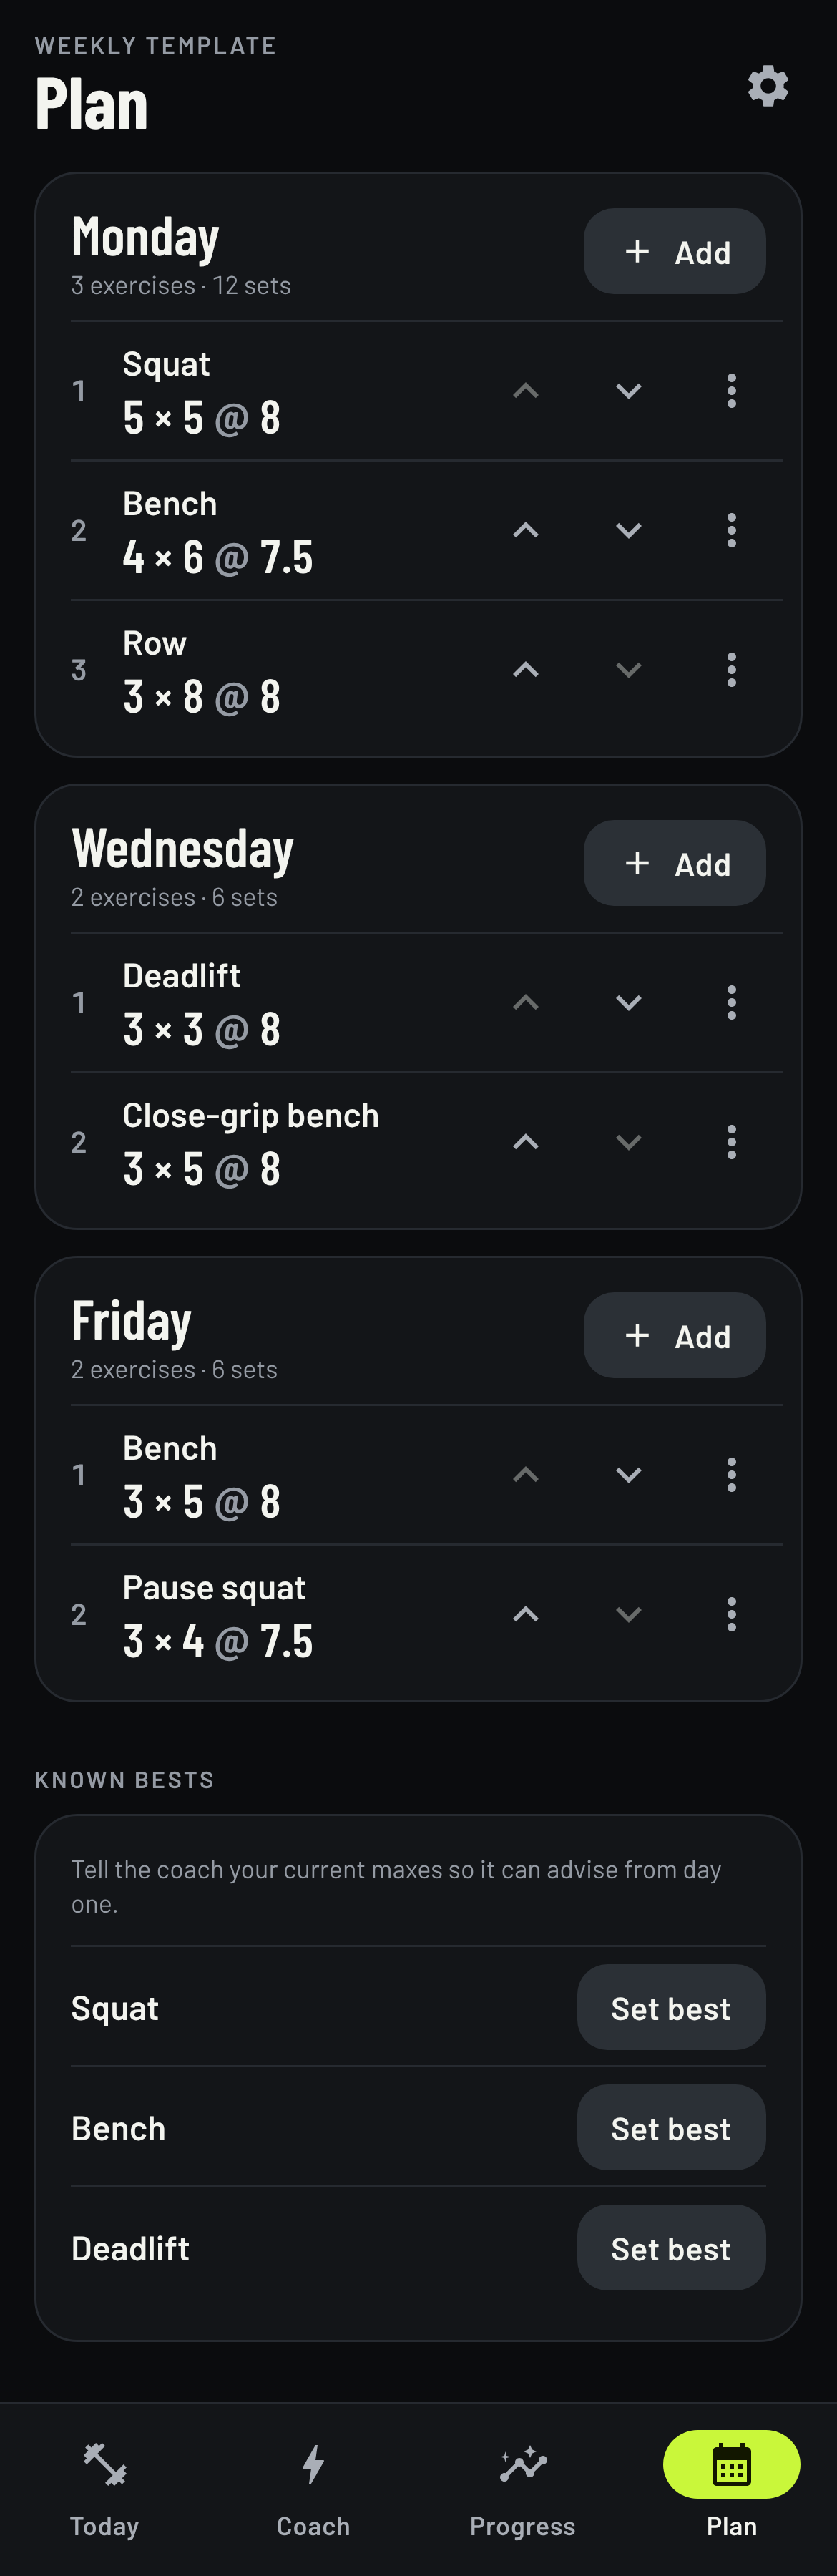 WEEKLY TEMPLATE
Plan
Monday
3 exercises · 12 sets
+ Add
1
Squat
5 × 5 @ 8
2
Bench
4 × 6 @ 7.5
3
Row
3 × 8 @ 8
Wednesday
2 exercises · 6 sets
+ Add
1
Deadlift
3 × 3 @ 8
2
Close-grip bench
3 × 5 @ 8
Friday
2 exercises · 6 sets
+ Add
1
Bench
3 × 5 @ 8
2
Pause squat
3 × 4 @ 7.5
KNOWN BESTS
Tell the coach your current maxes so it can advise from day
one.
Squat
Set best
Bench
Set best
Deadlift
Set best
Today
Coach
Progress
Plan